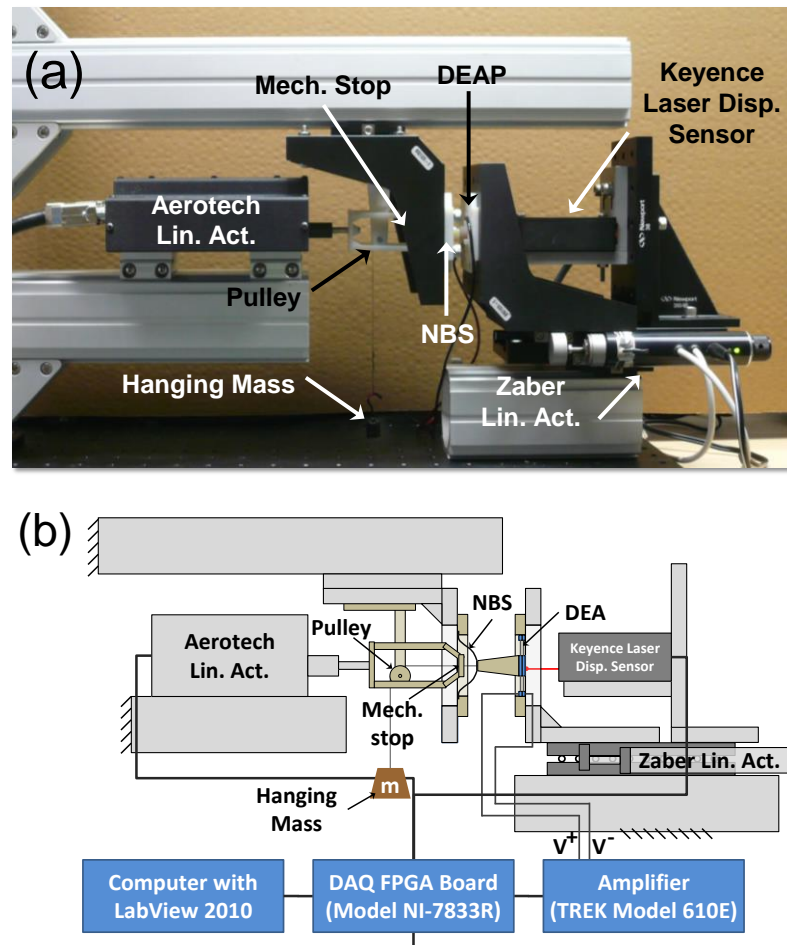 (a)
Mech. Stop
DEAP
Keyence
Laser Disp.
Sensor
Aerotech
Lin. Act.
Pulley
NBS
Hanging Mass
Zaber
Lin. Act.
Newport
Newport
(b)
NBS
DEA
Aerotech
Lin. Act.
Pulley
Keyence Laser
Disp. Sensor
Mech.
stop
Zaber Lin. Act.
m
Hanging
Mass
V+ V-
Computer with
LabView 2010
DAQ FPGA Board
(Model NI-7833R)
Amplifier
(TREK Model 610E)